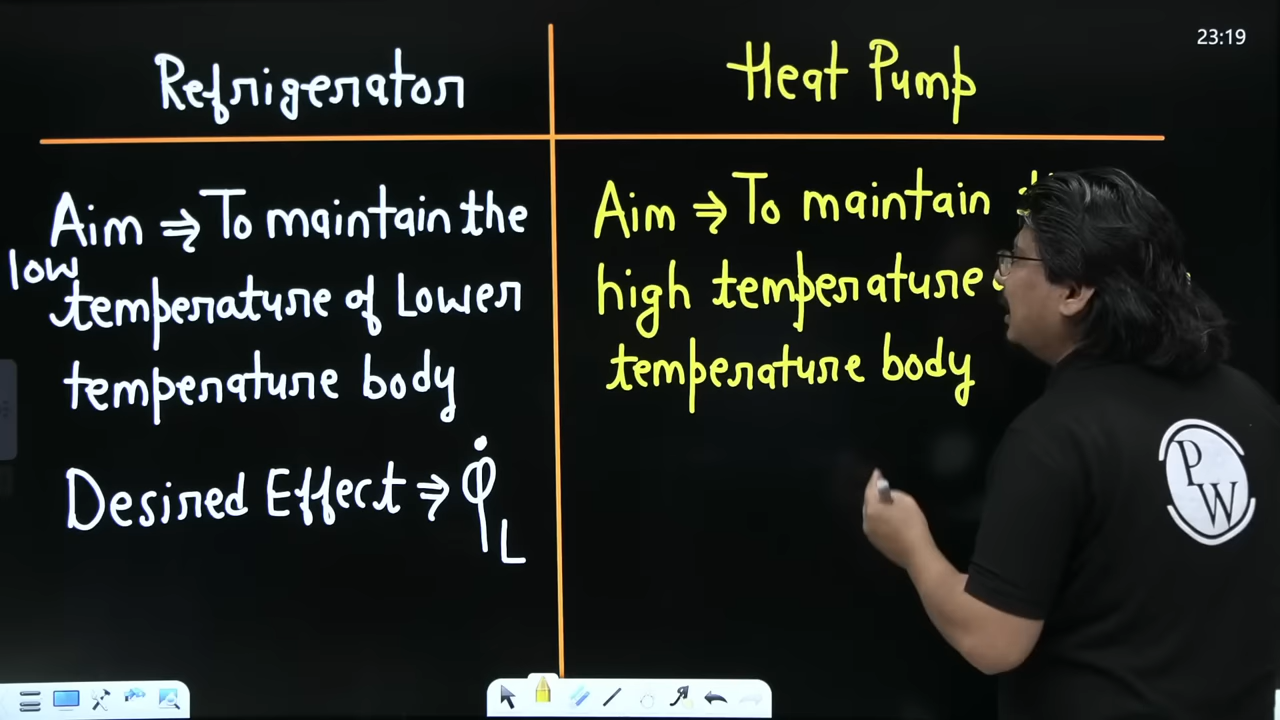 23:19
Refrigerator
Heat Pump
Aim ⇒ To maintain the
low
temperature of Lower
temperature body
Desired Effect ⇒ φ̇L
Aim ⇒ To maintain
high temperature
temperature body
PW